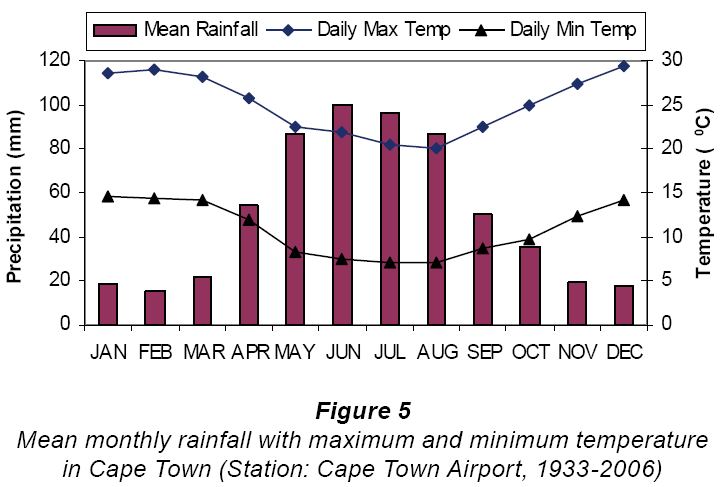 Mean Rainfall Daily Max Temp Daily Min Temp
Precipitation (mm)
120
100
80
60
40
20
0
30
25
20
15
10
5
0
Temperature ( ⁰C)
JAN FEB MAR APR MAY JUN JUL AUG SEP OCT NOV DEC
Figure 5
Mean monthly rainfall with maximum and minimum temperature
in Cape Town (Station: Cape Town Airport, 1933-2006)